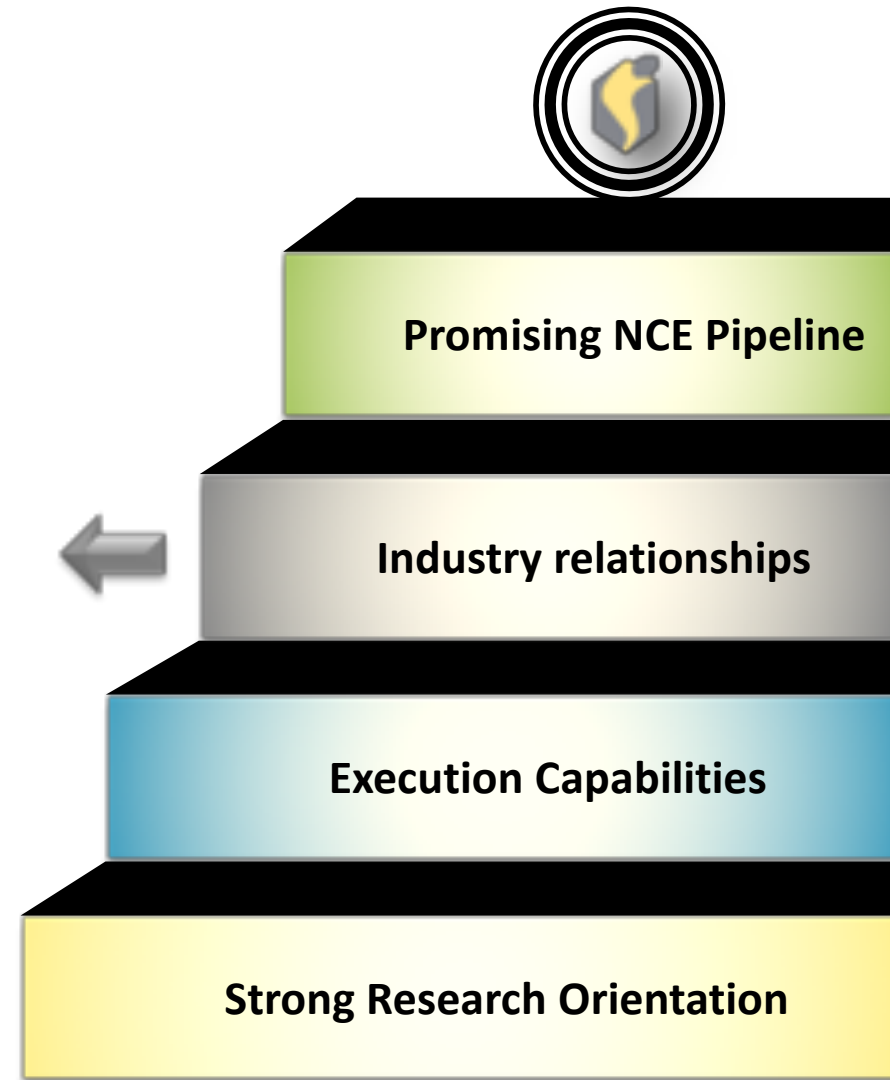 Promising NCE Pipeline
Industry relationships
Execution Capabilities
Strong Research Orientation